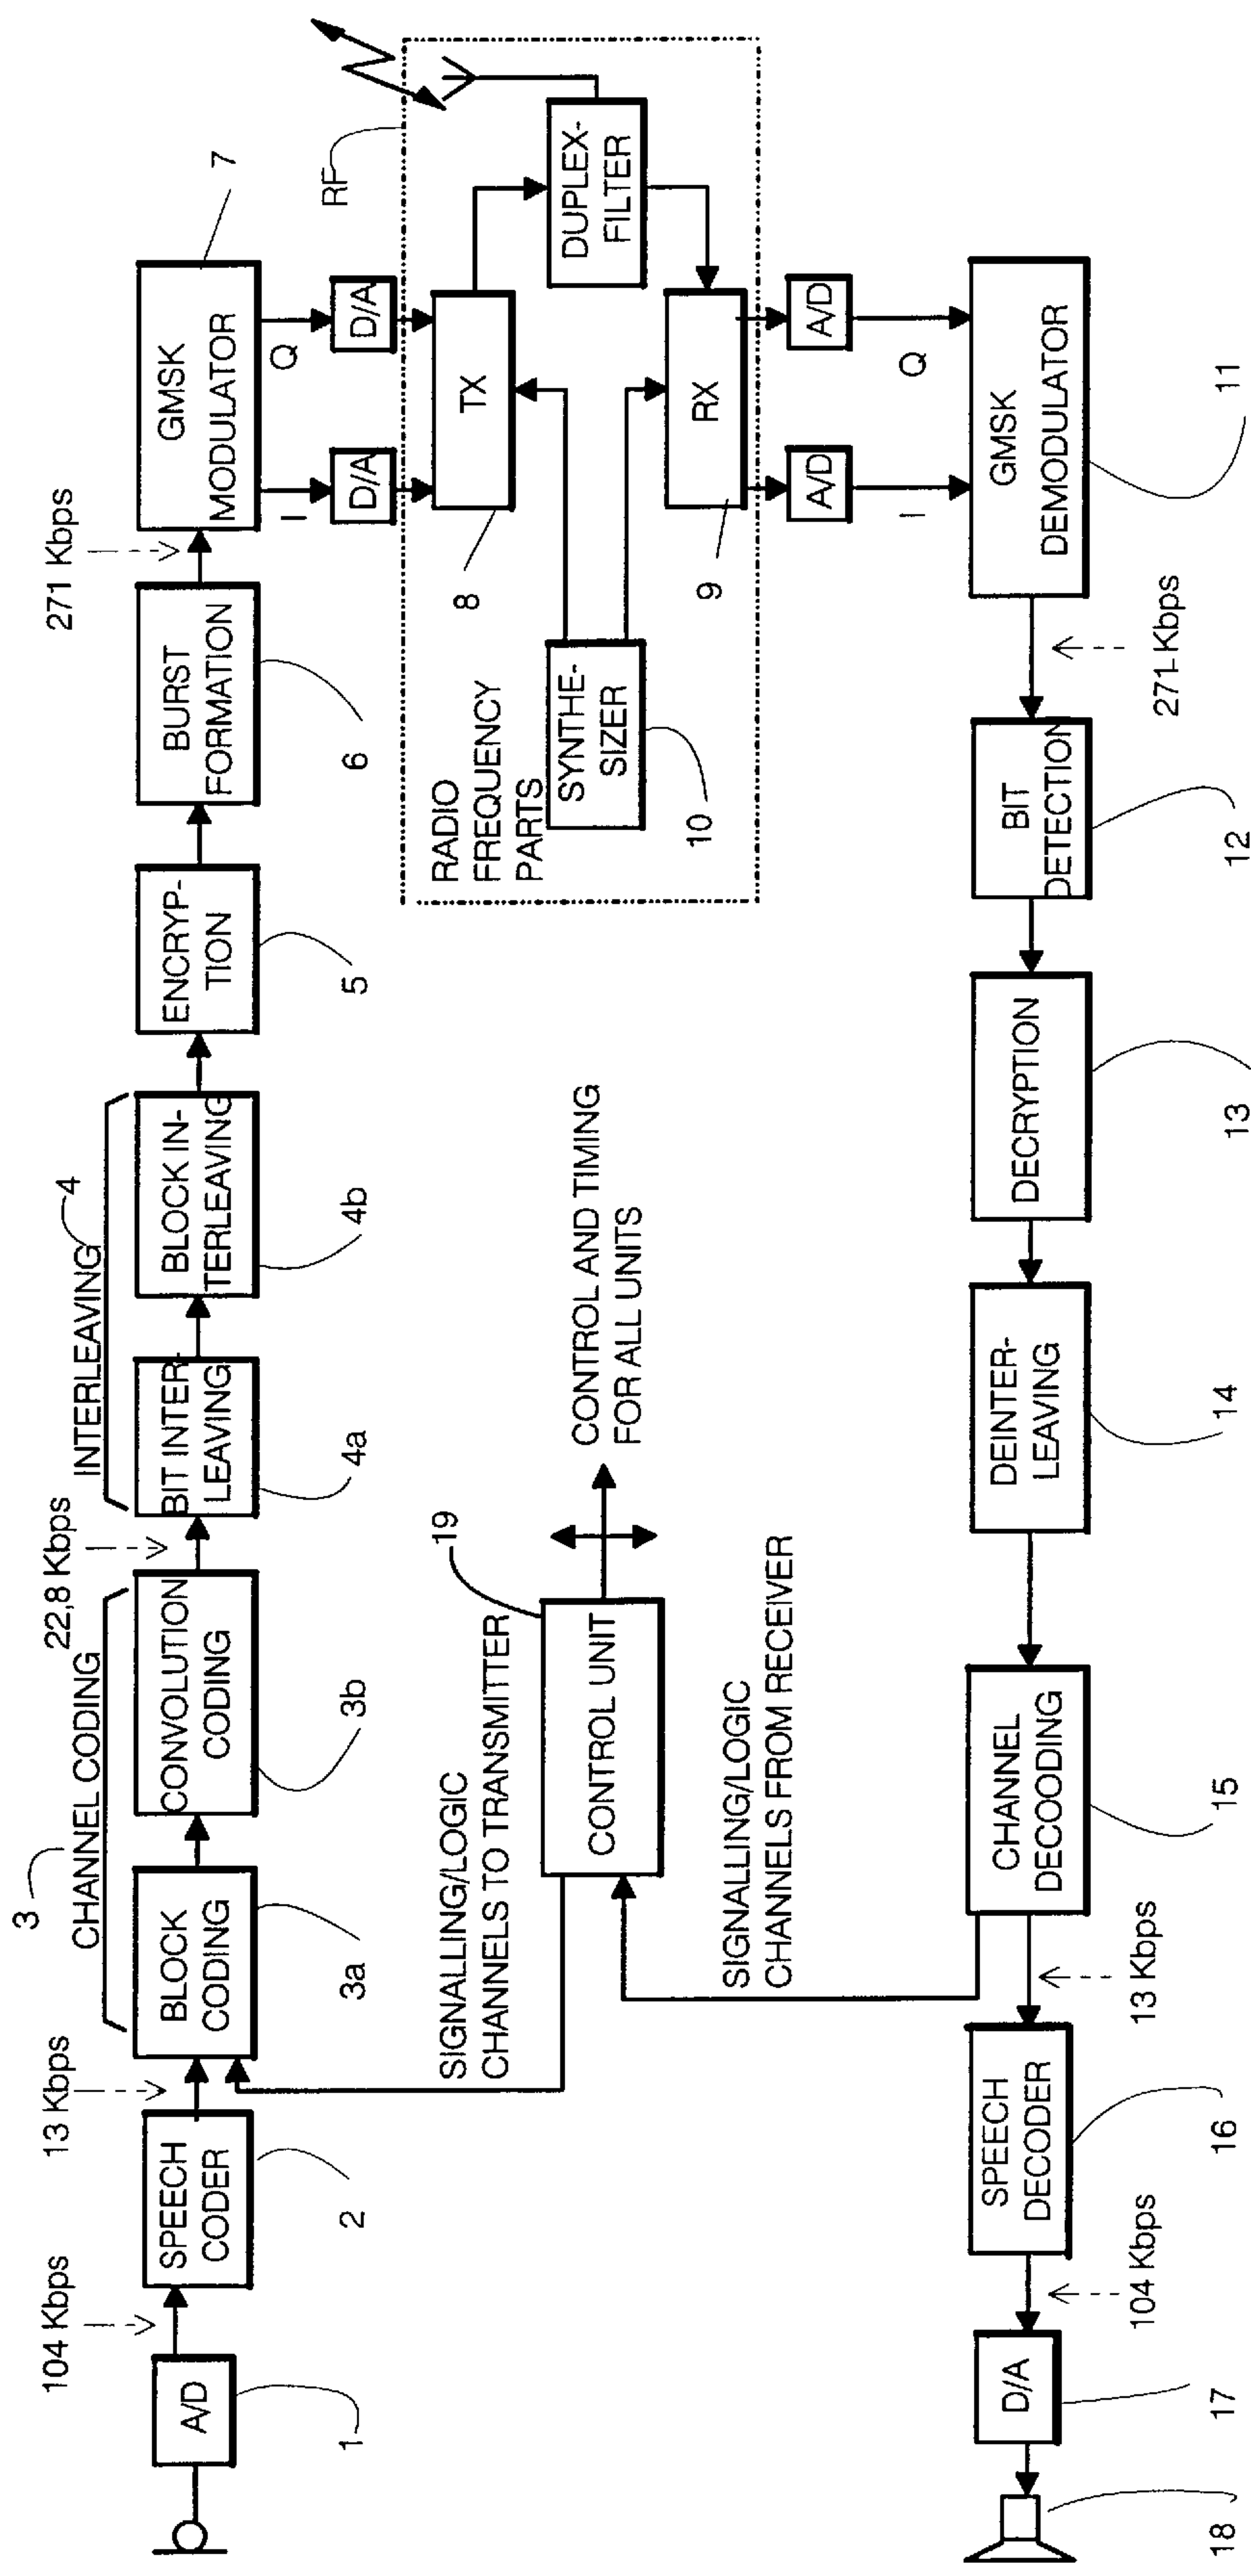 104 Kbps
13 Kbps
3
CHANNEL CODING
22,8 Kbps
INTERLEAVING
4
271 Kbps
A/D
1
SPEECH
CODER
2
BLOCK
CODING
3a
CONVOLUTION
CODING
3b
BIT INTER-
LEAVING
4a
BLOCK IN-
TERLEAVING
4b
ENCRYP-
TION
5
BURST
FORMATION
6
GMSK
MODULATOR
7
I
Q
D/A
D/A
RF
RADIO
FREQUENCY
PARTS
TX
8
SYNTHE-
SIZER
10
DUPLEX-
FILTER
RX
9
A/D
A/D
I
Q
SIGNALLING/LOGIC
CHANNELS TO TRANSMITTER
19
CONTROL UNIT
CONTROL AND TIMING
FOR ALL UNITS
SIGNALLING/LOGIC
CHANNELS FROM RECEIVER
GMSK
DEMODULATOR
11
271 Kbps
BIT
DETECTION
12
DECRYPTION
13
DEINTER-
LEAVING
14
CHANNEL
DECODING
15
13 Kbps
SPEECH
DECODER
16
104 Kbps
D/A
17
18